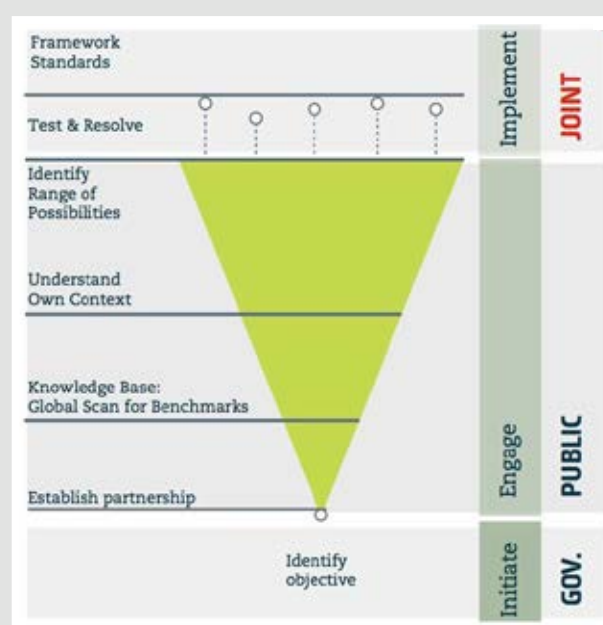 Framework
Standards
Test & Resolve
Identify
Range of
Possibilities
Understand
Own Context
Knowledge Base:
Global Scan for Benchmarks
Establish partnership
Identify
objective
Implement
JOINT
Engage
PUBLIC
Initiate
GOV.